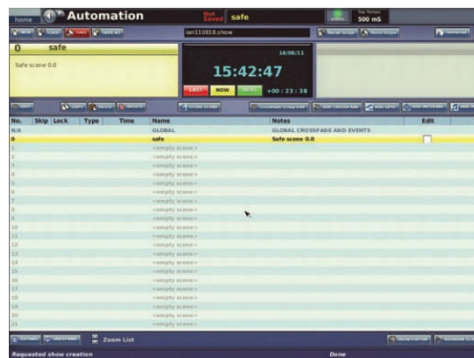 home Automation Not Saved safe Tap Tempo 500 mS
ian110818.show
0 safe 18/08/11
Safe scene 0.0
15:42:47
LAST NOW NEXT +00:23:38
No. Skip Lock Type Time Name Notes Edit
N/A GLOBAL GLOBAL CROSSFADE AND EVENTS
0 safe Safe scene 0.0
1 <empty scene>
2 <empty scene>
3 <empty scene>
4 <empty scene>
5 <empty scene>
6 <empty scene>
7 <empty scene>
8 <empty scene>
9 <empty scene>
10 <empty scene>
11 <empty scene>
12 <empty scene>
13 <empty scene>
14 <empty scene>
15 <empty scene>
16 <empty scene>
17 <empty scene>
18 <empty scene>
19 <empty scene>
20 <empty scene>
21 <empty scene>
Zoom List
Requested show creation Done